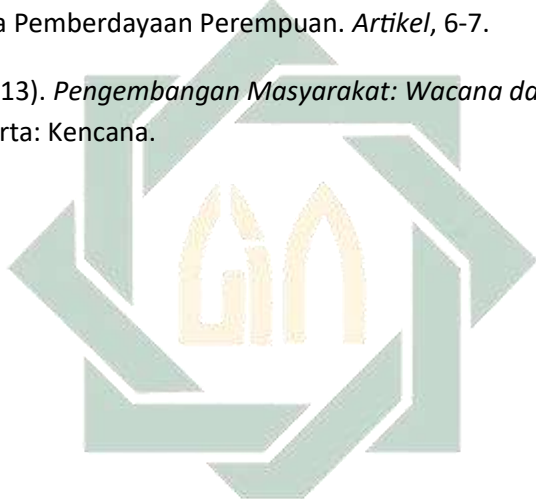 a Pemberdayaan Perempuan. Artikel, 6-7.
13). Pengembangan Masyarakat: Wacana da
rta: Kencana.